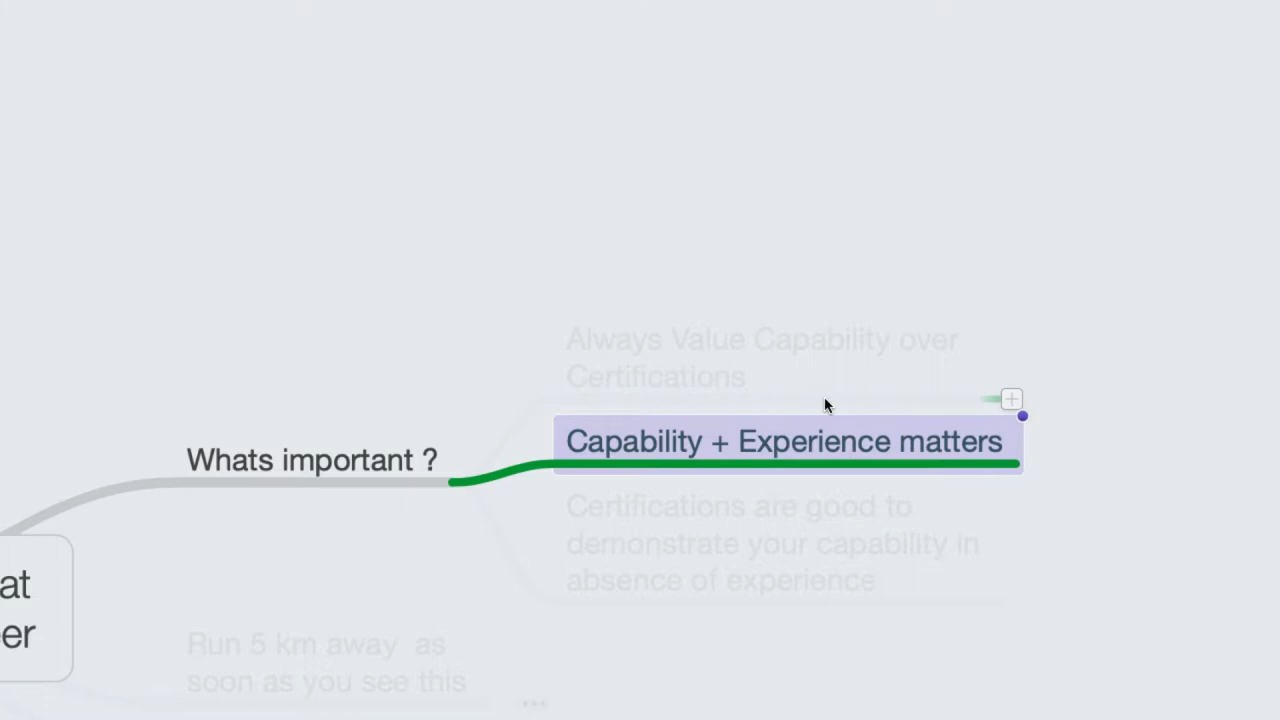 Always Value Capability over
Certifications
Capability + Experience matters
Whats important ?
Certifications are good to
demonstrate your capability in
absence of experience
at
er
Run 5 km away as
soon as you see this